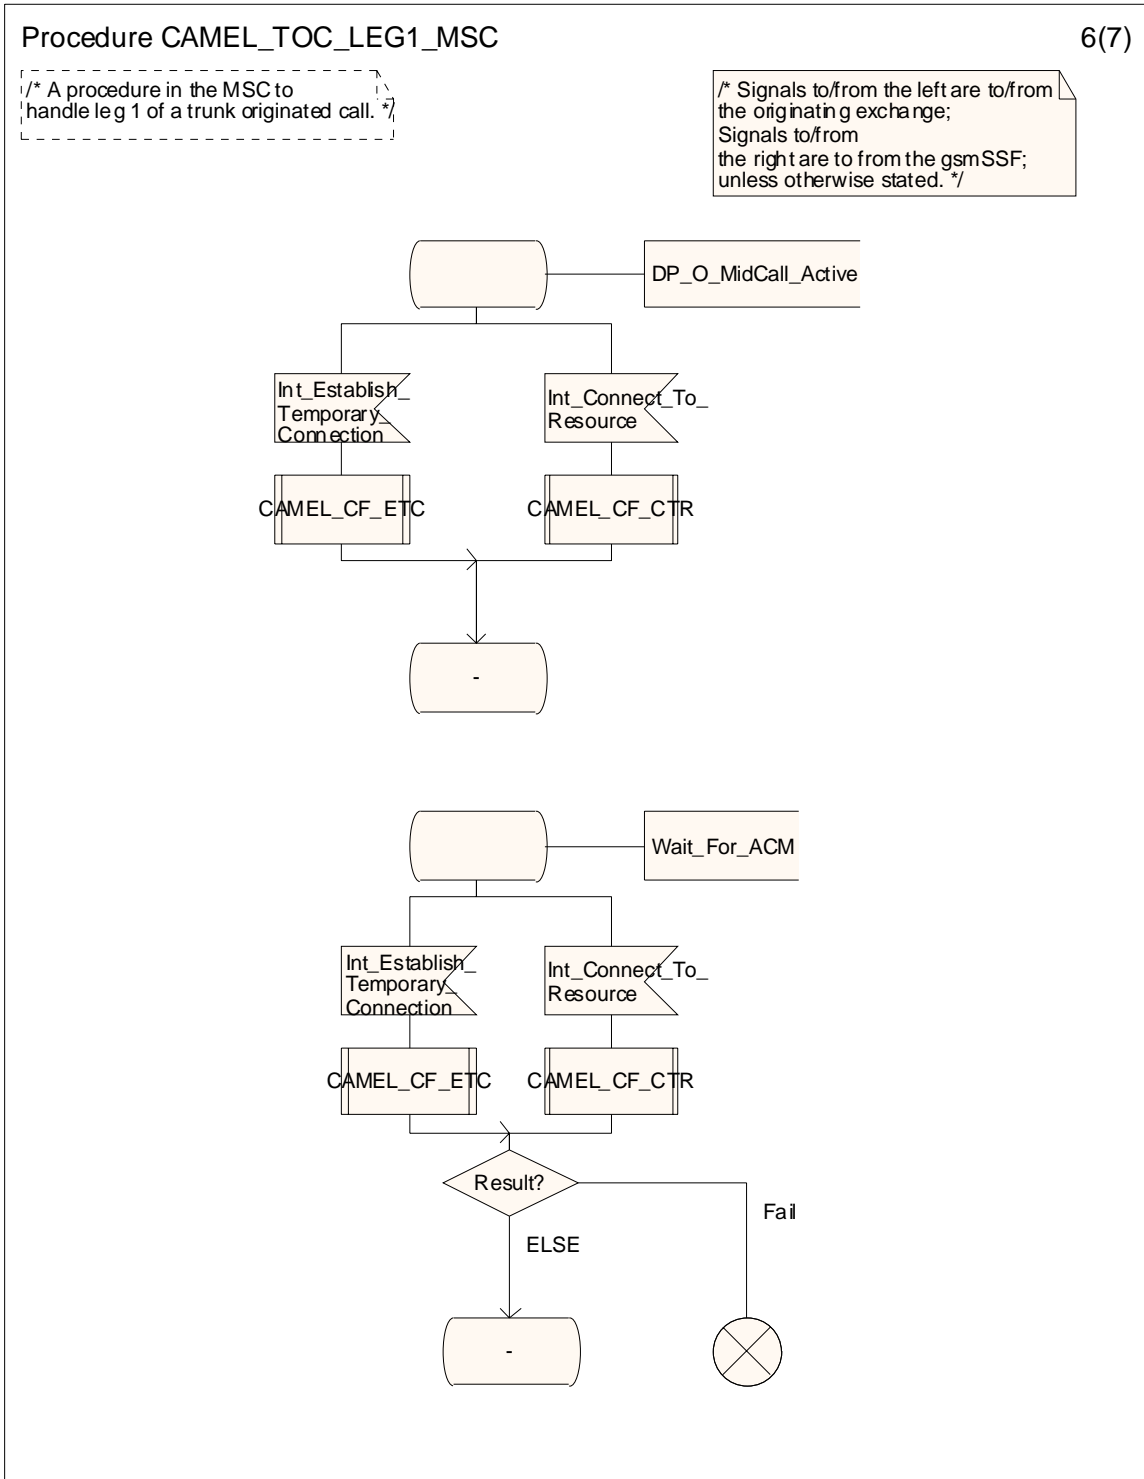 Procedure CAMEL_TOC_LEG1_MSC
6(7)
/* A procedure in the MSC to
handle leg 1 of a trunk originated call. */
/* Signals to/from the left are to/from
the originating exchange;
Signals to/from
the right are to from the gsmSSF;
unless otherwise stated. */
DP_O_MidCall_Active
Int_Establish_
Temporary_
Connection
Int_Connect_To_
Resource
CAMEL_CF_ETC
CAMEL_CF_CTR
-
Wait_For_ACM
Int_Establish_
Temporary_
Connection
Int_Connect_To_
Resource
CAMEL_CF_ETC
CAMEL_CF_CTR
Result?
Fail
ELSE
-